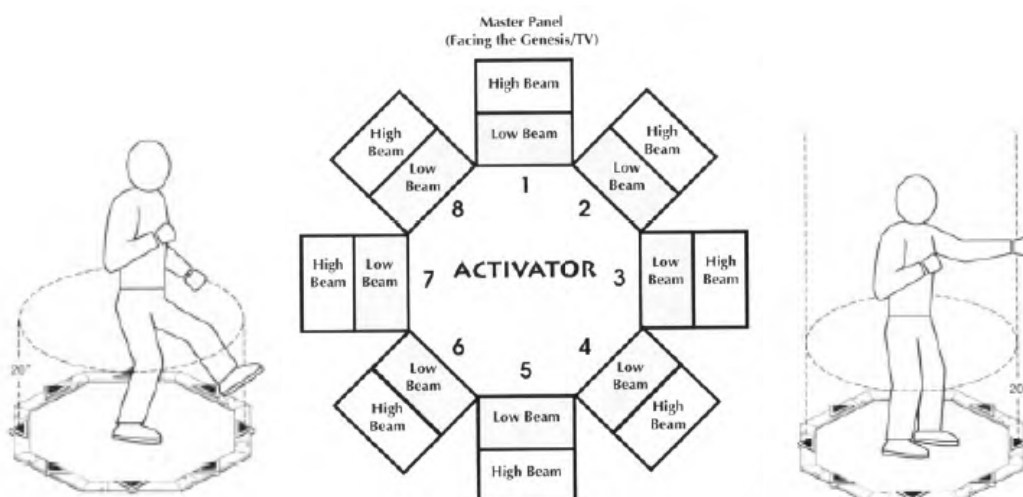 Master Panel
(Facing the Genesis/TV)
High Beam
Low Beam
1
High
Beam
Low
Beam
8
High
Beam
Low
Beam
2
High
Beam
Low
Beam
7
ACTIVATOR
3
Low
Beam
High
Beam
6
Low
Beam
High
Beam
5
Low Beam
High Beam
4
Low
Beam
High
Beam
20"
20